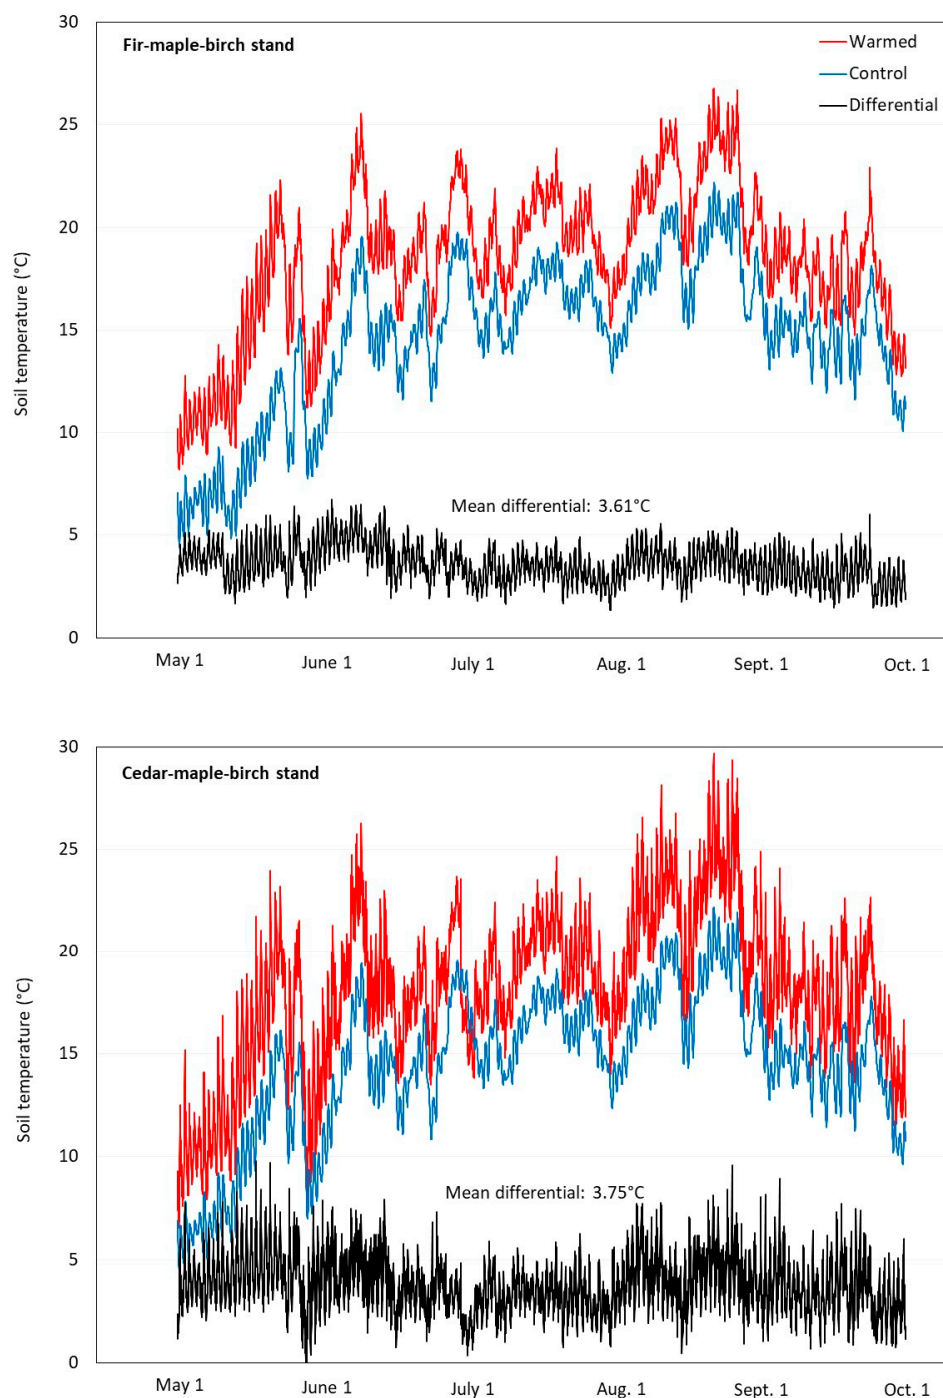 30
Fir-maple-birch stand
Warmed
Control
Differential
25
20
15
10
5
0
Soil temperature (°C)
Mean differential: 3.61°C
May 1
June 1
July 1
Aug. 1
Sept. 1
Oct. 1
30
Cedar-maple-birch stand
25
20
15
10
5
0
Soil temperature (°C)
Mean differential: 3.75°C
May 1
June 1
July 1
Aug. 1
Sept. 1
Oct. 1